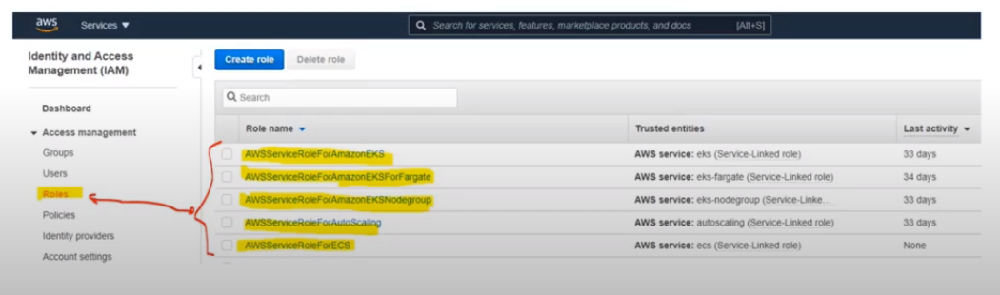 aws Services ▼ Search for services, features, marketplace products, and docs [Alt+S]
Identity and Access
Management (IAM)
Create role Delete role
Search
Dashboard
Role name Trusted entities Last activity
Access management
Groups
AWSServiceRoleForAmazonEKS AWS service: eks (Service-Linked role) 33 days
Users
AWSServiceRoleForAmazonEKSForFargate AWS service: eks-fargate (Service-Linked role) 34 days
Roles
AWSServiceRoleForAmazonEKSNodegroup AWS service: eks-nodegroup (Service-Linke... 33 days
Policies
AWSServiceRoleForAutoScaling AWS service: autoscaling (Service-Linked role) 33 days
Identity providers
AWSServiceRoleForECS AWS service: ecs (Service-Linked role) None
Account settings